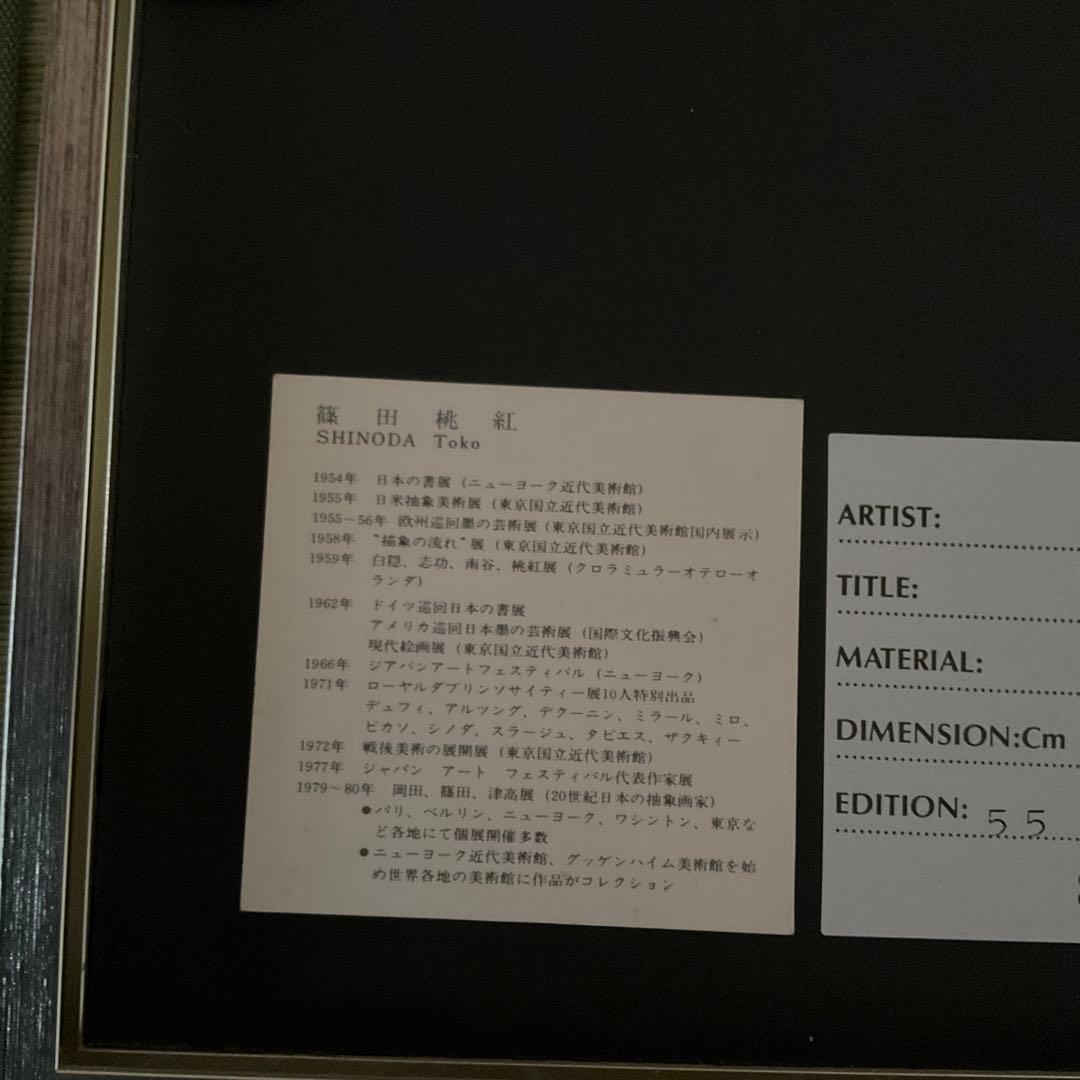 篠田桃紅
SHINODA Toko
1954年 日本の書展 (ニューヨーク近代美術館)
1955年 日米抽象美術展 (東京国立近代美術館)
1955～56年 欧州巡回墨の芸術展 (東京国立近代美術館国内展示)
1958年 “描象の流れ”展 (東京国立近代美術館)
1959年 白隠、志功、南谷、桃紅展 (クロラミュラーオテローオ
ランダ)
1962年 ドイツ巡回日本の書展
アメリカ巡回日本墨の芸術展 (国際文化振興会)
現代絵画展 (東京国立近代美術館)
1966年 ジアパンアートフェスティバル (ニューヨーク)
1971年 ローヤルダブリンソサイティー展10人特別出品
デュフィ、アルツング、デクーニン、ミラール、ミロ、
ピカソ、シノダ、スラージュ、タピエス、ザクキィー
1972年 戦後美術の展開展 (東京国立近代美術館)
1977年 ジャパン アート フェスティバル代表作家展
1979～80年 岡田、篠田、津高展 (20世紀日本の抽象画家)
●パリ、ベルリン、ニューヨーク、ワシントン、東京な
ど各地にて個展開催多数
●ニューヨーク近代美術館、グッゲンハイム美術館を始
め世界各地の美術館に作品がコレクション
ARTIST:
TITLE:
MATERIAL:
DIMENSION:Cm
EDITION: 55